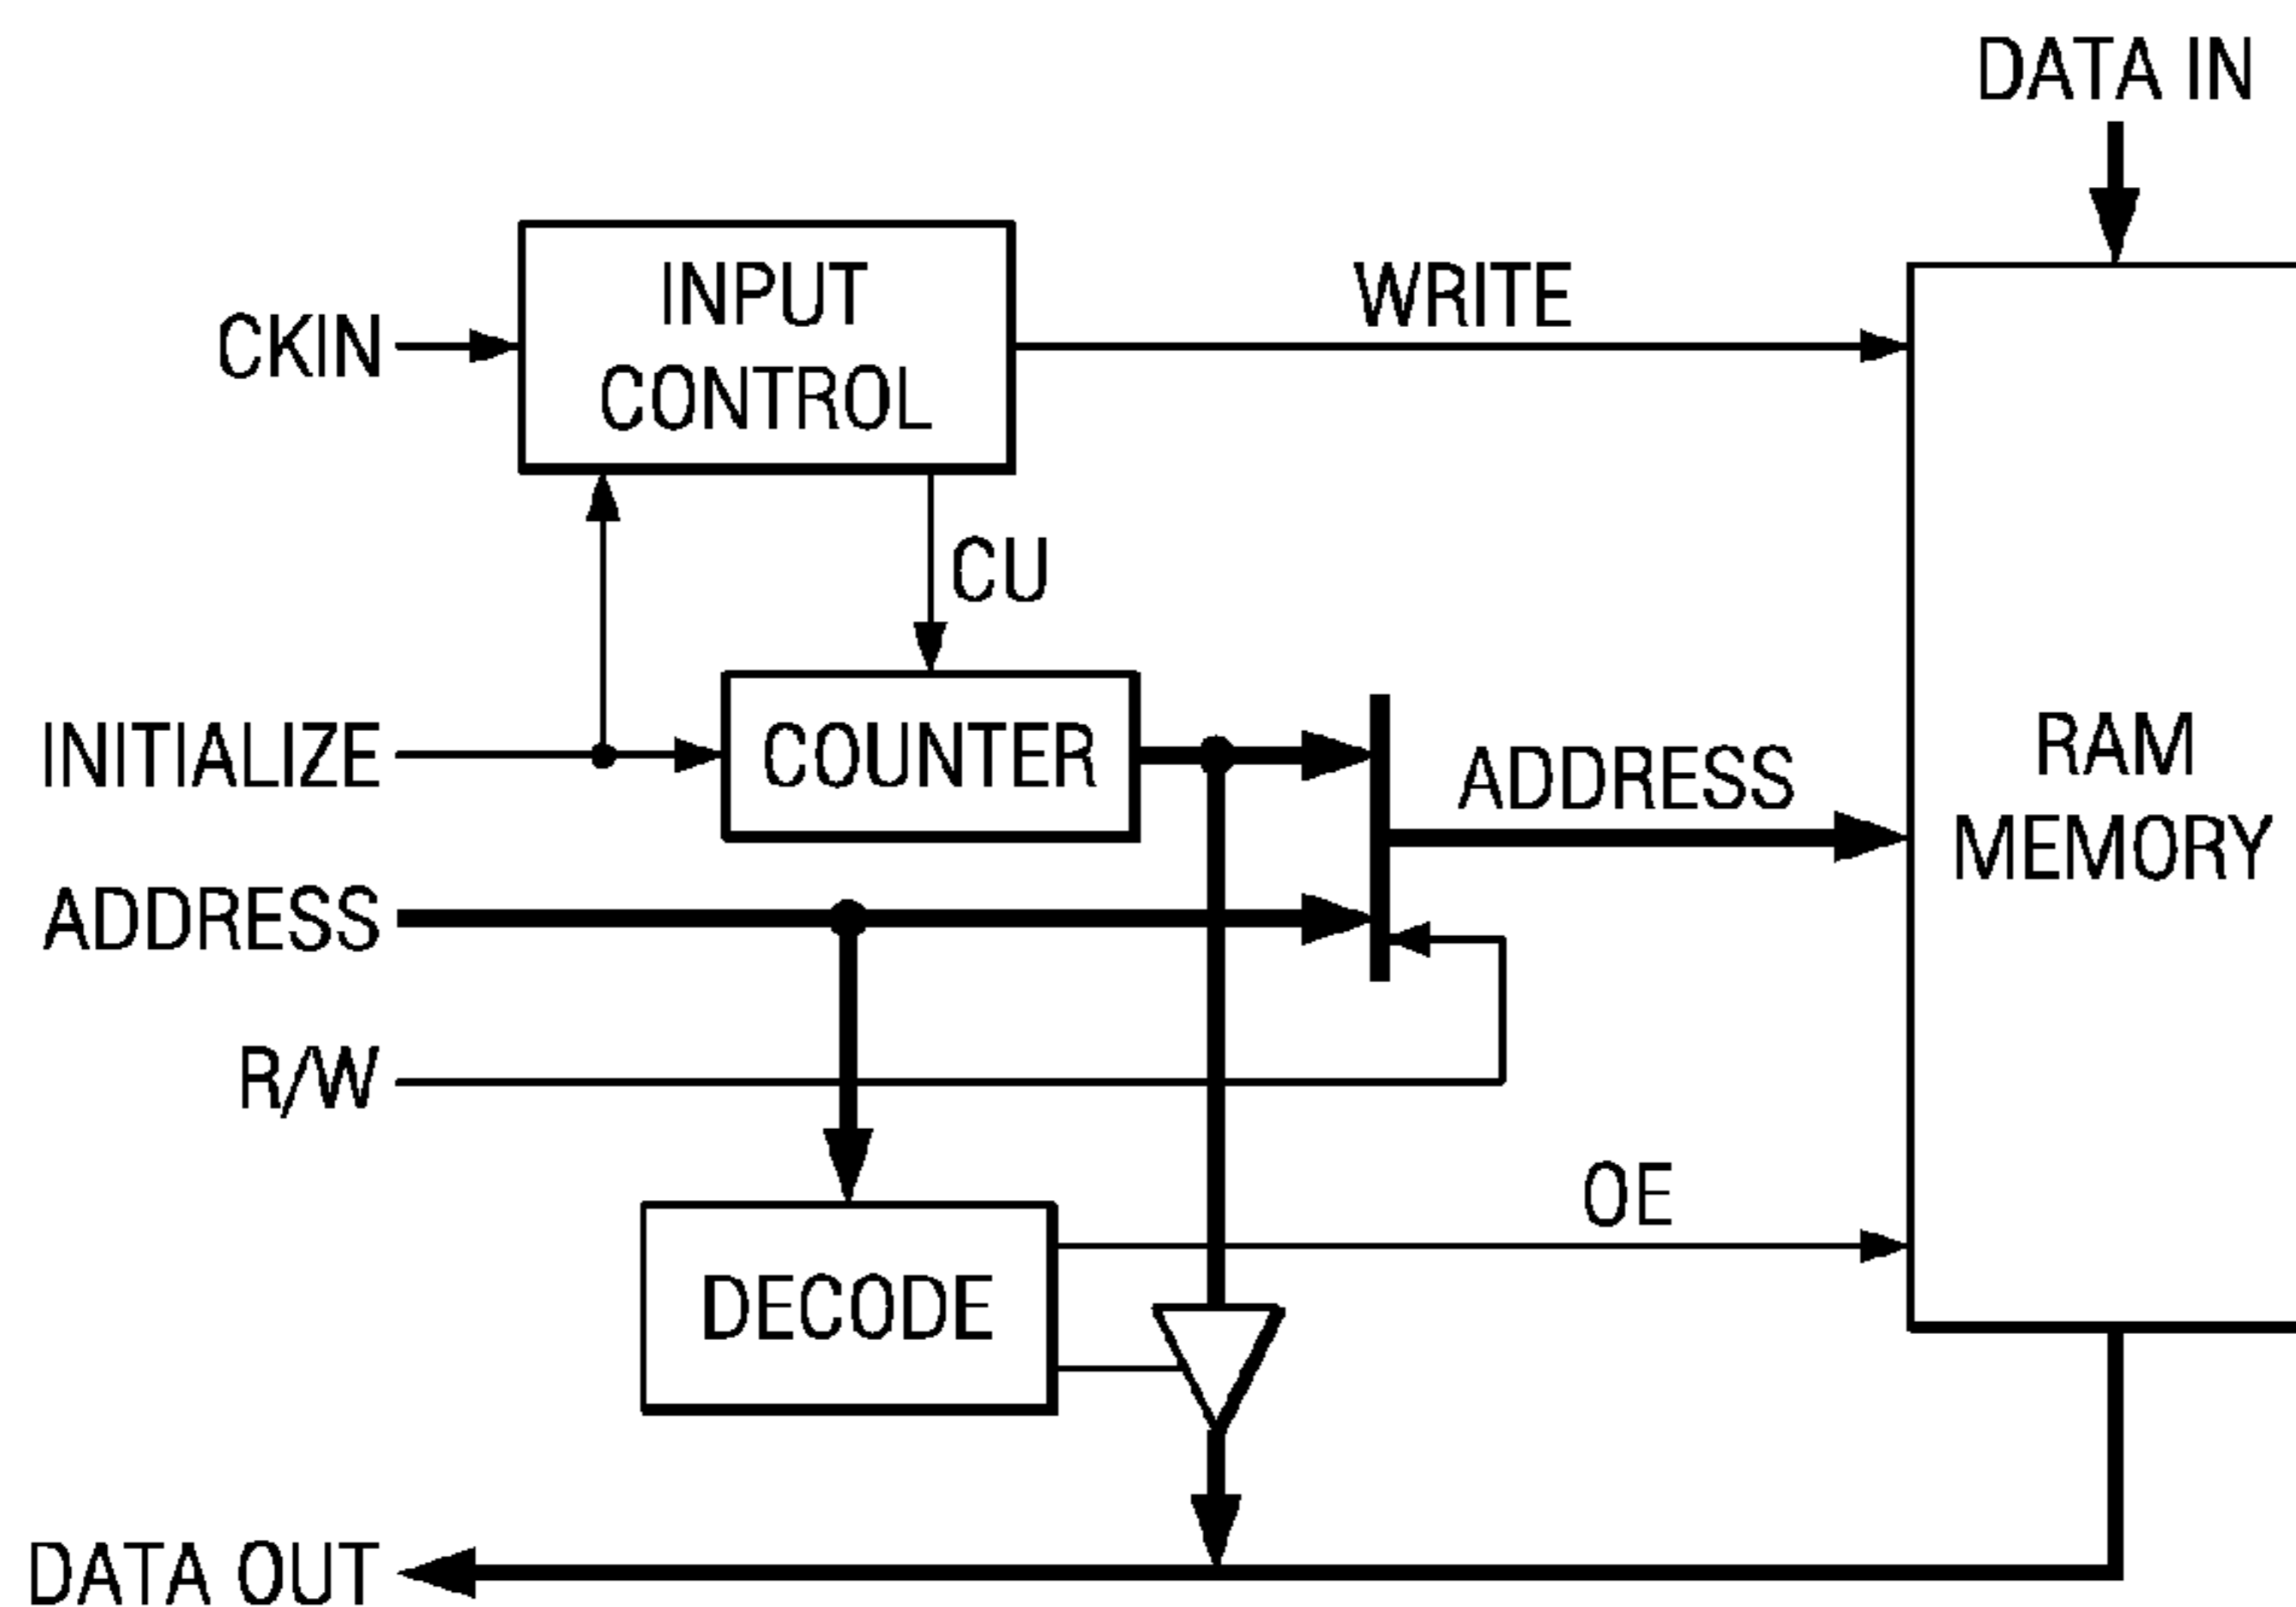 DATA IN
INPUT
CONTROL
WRITE
CKIN
CU
INITIALIZE
COUNTER
ADDRESS
RAM
MEMORY
ADDRESS
R/W
OE
DECODE
DATA OUT